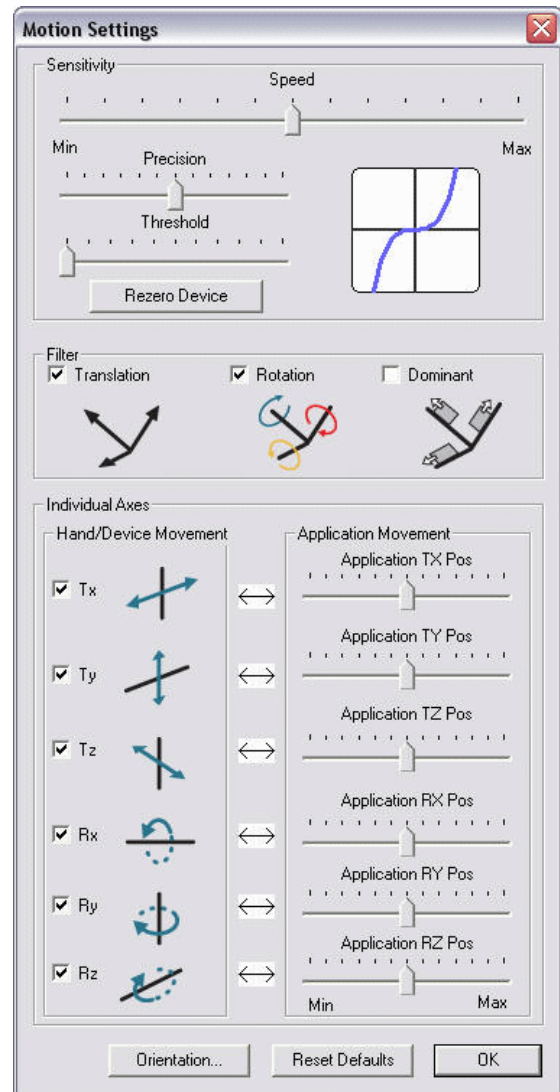 Motion Settings
Sensitivity
Speed
Min
Max
Precision
Threshold
Rezero Device
Filter
Translation
Rotation
Dominant
Individual Axes
Hand/Device Movement
Application Movement
Application TX Pos
Tx
Application TY Pos
Ty
Application TZ Pos
Tz
Application RX Pos
Rx
Application RY Pos
Ry
Application RZ Pos
Rz
Min
Max
Orientation...
Reset Defaults
OK